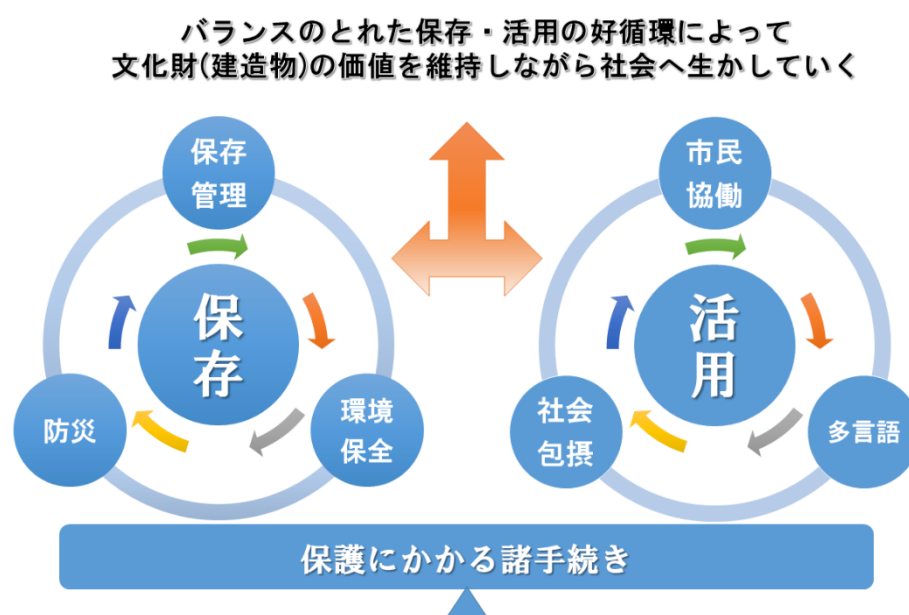 バランスのとれた保存・活用の好循環によって
文化財(建造物)の価値を維持しながら社会へ生かしていく
保存
管理
保存
防災
環境
保全
市民
協働
活用
社会
包摂
多言語
保護にかかる諸手続き